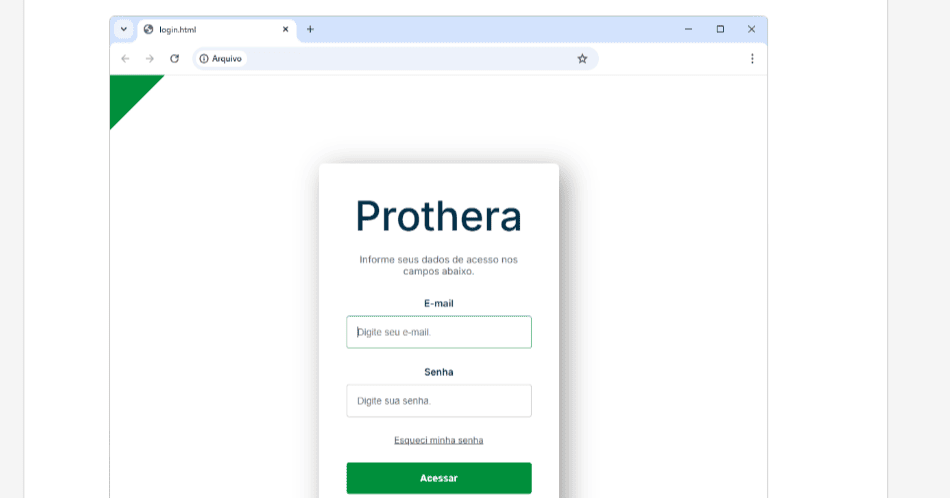 login.html
Arquivo
Prothera
Informe seus dados de acesso nos
campos abaixo.
E-mail
Digite seu e-mail.
Senha
Digite sua senha.
Esqueci minha senha
Acessar